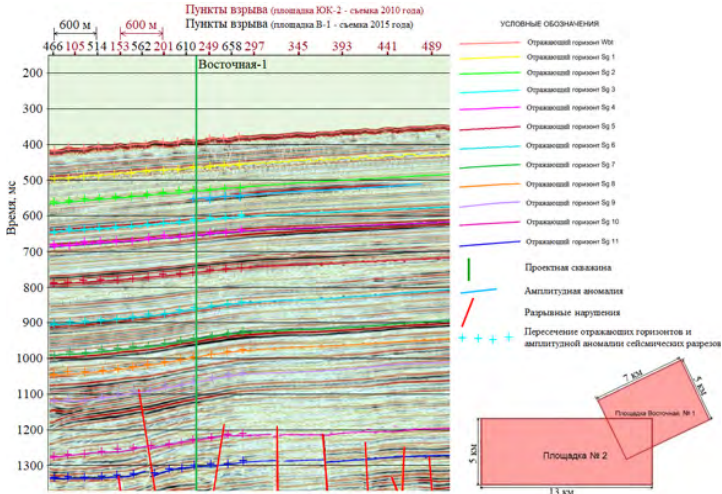 Пункты взрыва (площадка ЮК-2 - съемка 2010 года)
Пункты взрыва (площадка В-1 - съемка 2015 года)
600 м
600 м
466 105 514 153 562 201 610 249 658 297 345 393 441 489
Восточная-1
Время, мс
200
300
400
500
600
700
800
900
1000
1100
1200
1300
УСЛОВНЫЕ ОБОЗНАЧЕНИЯ
Отражающий горизонт Wbt
Отражающий горизонт Sg 1
Отражающий горизонт Sg 2
Отражающий горизонт Sg 3
Отражающий горизонт Sg 4
Отражающий горизонт Sg 5
Отражающий горизонт Sg 6
Отражающий горизонт Sg 7
Отражающий горизонт Sg 8
Отражающий горизонт Sg 9
Отражающий горизонт Sg 10
Отражающий горизонт Sg 11
Проектная скважина
Амплитудная аномалия
Разрывные нарушения
Пересечение отражающих горизонтов и
амплитудной аномалии сейсмических разрезов
7 км
5 км
Площадка Восточная № 1
5 км
Площадка № 2
13 км